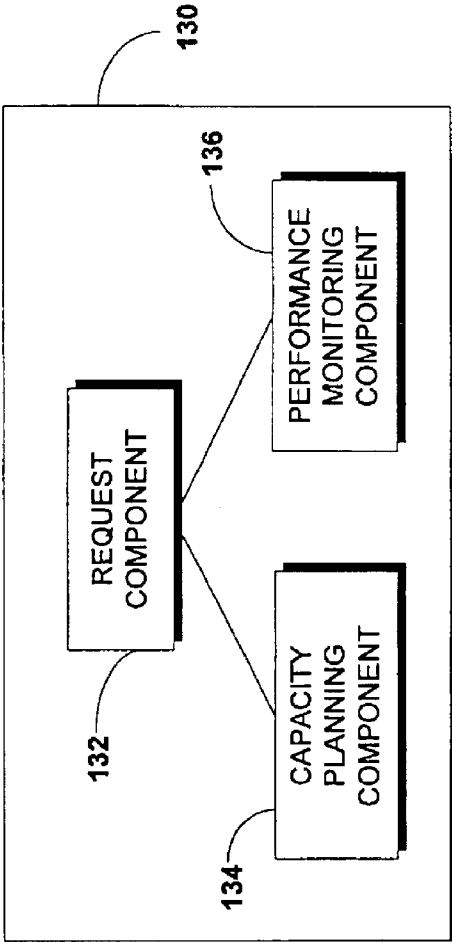 130
132
REQUEST
COMPONENT
134
CAPACITY
PLANNING
COMPONENT
136
PERFORMANCE
MONITORING
COMPONENT